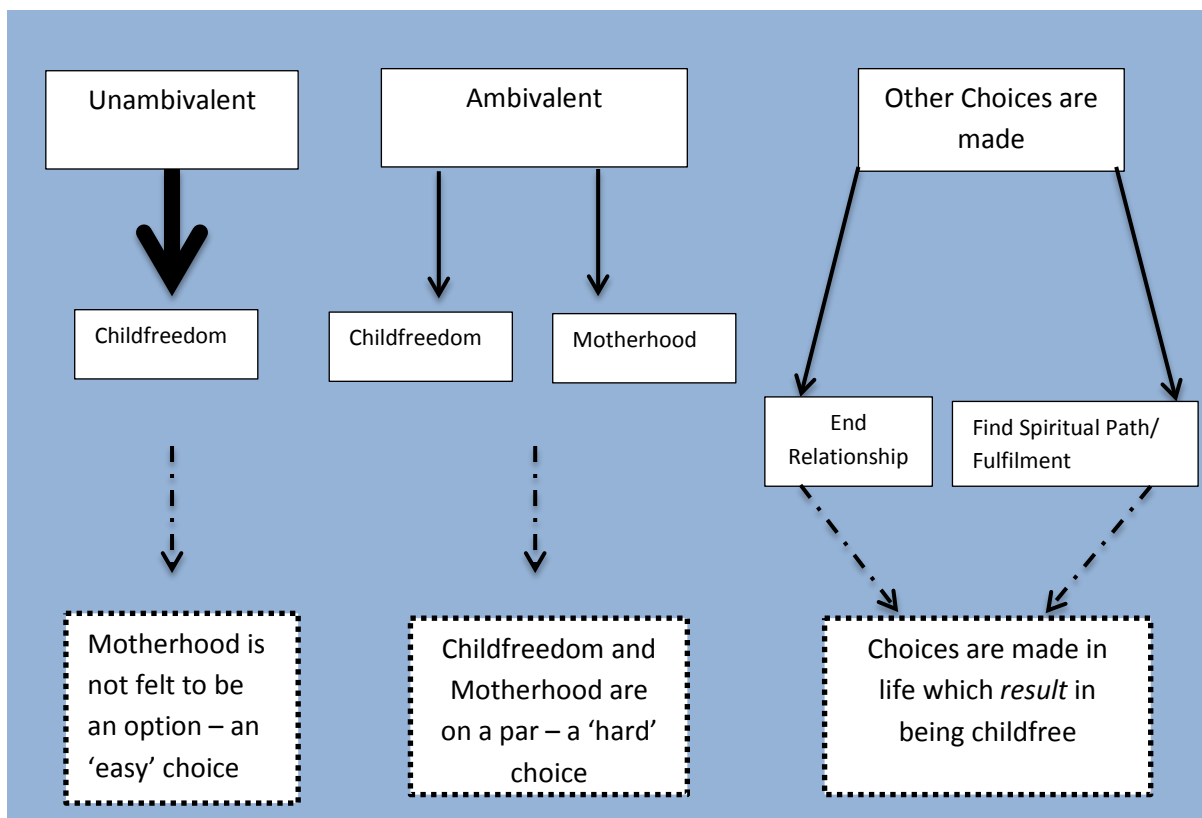 Unambivalent
Ambivalent
Other Choices are
made
Childfreedom
Childfreedom
Motherhood
End
Relationship
Find Spiritual Path/
Fulfilment
Motherhood is
not felt to be
an option – an
‘easy’ choice
Childfreedom and
Motherhood are
on a par – a ‘hard’
choice
Choices are made in
life which result in
being childfree